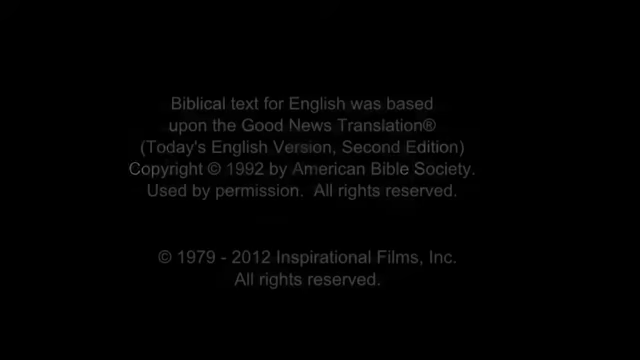 Biblical text for English was based
upon the Good News Translation®
(Today's English Version, Second Edition)
Copyright © 1992 by American Bible Society.
Used by permission.  All rights reserved.
© 1979 - 2012 Inspirational Films, Inc.
All rights reserved.